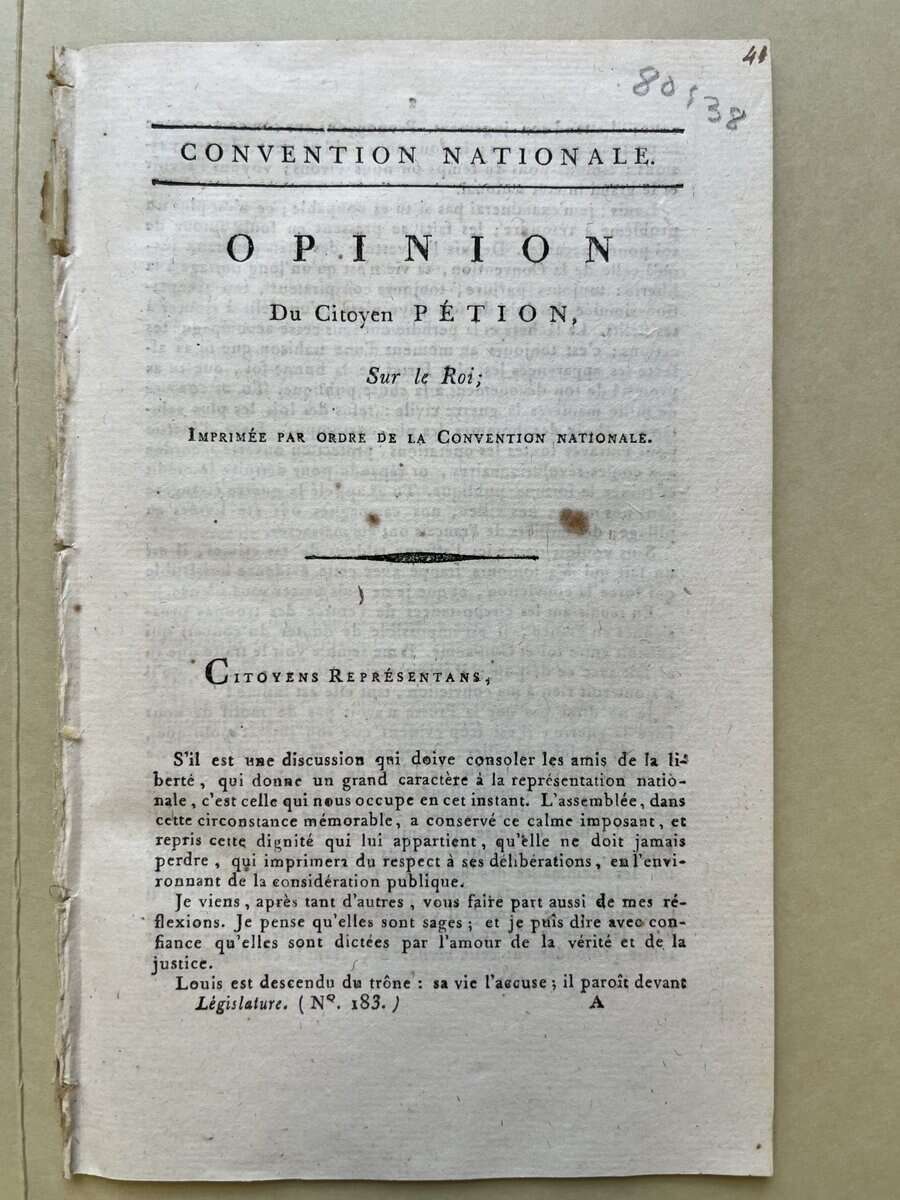 41
80,38
CONVENTION NATIONALE.
OPINION
Du Citoyen PÉTION,
Sur le Roi;
IMPRIMÉE PAR ORDRE DE LA CONVENTION NATIONALE.
CITOYENS REPRÉSENTANS,
S'il est une discussion qui doive consoler les amis de la li-
berté, qui donne un grand caractère à la représentation natio-
nale, c'est celle qui nous occupe en cet instant. L'assemblée, dans
cette circonstance mémorable, a conservé ce calme imposant, et
repris cette dignité qui lui appartient, qu'elle ne doit jamais
perdre, qui imprimera du respect à ses délibérations, en l'envi-
ronnant de la considération publique.
Je viens, après tant d'autres, vous faire part aussi de mes ré-
flexions. Je pense qu'elles sont sages; et je puis dire avec con-
fiance qu'elles sont dictées par l'amour de la vérité et de la
justice.
Louis est descendu du trône : sa vie l'accuse; il paroît devant
Législature. (Nº. 183.) A